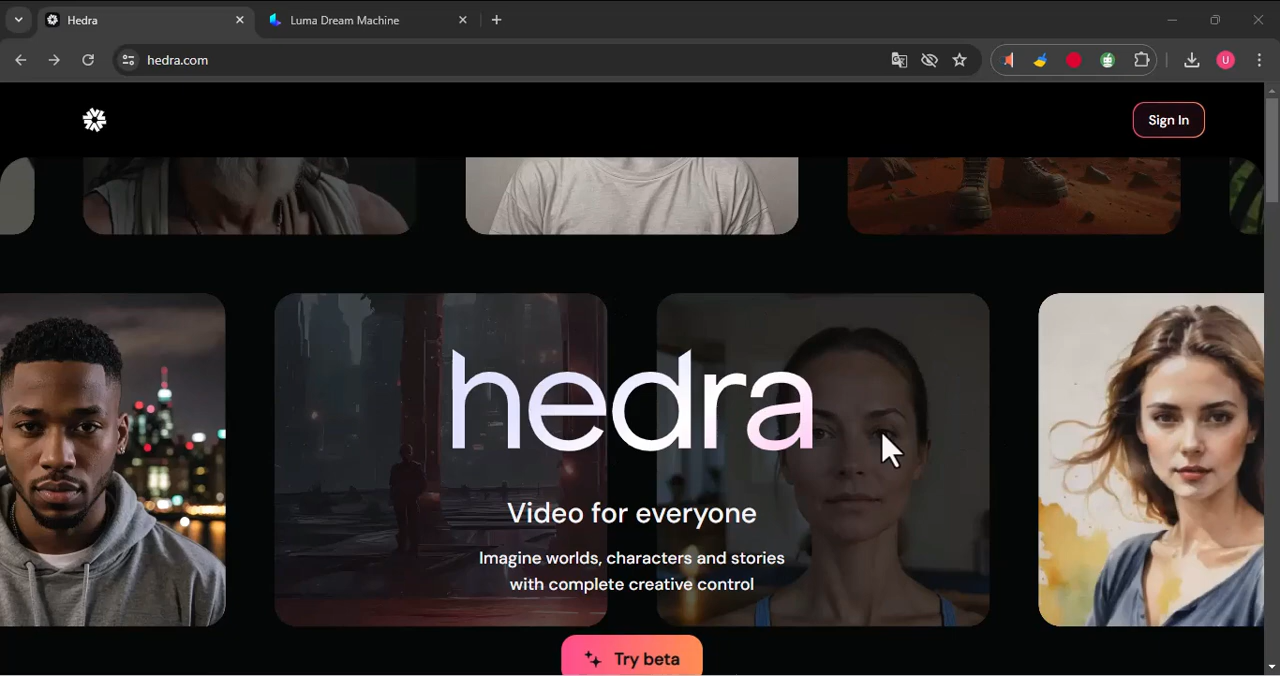 Hedra
Luma Dream Machine
hedra.com
U
Sign In
hedra
Video for everyone
Imagine worlds, characters and stories
with complete creative control
Try beta